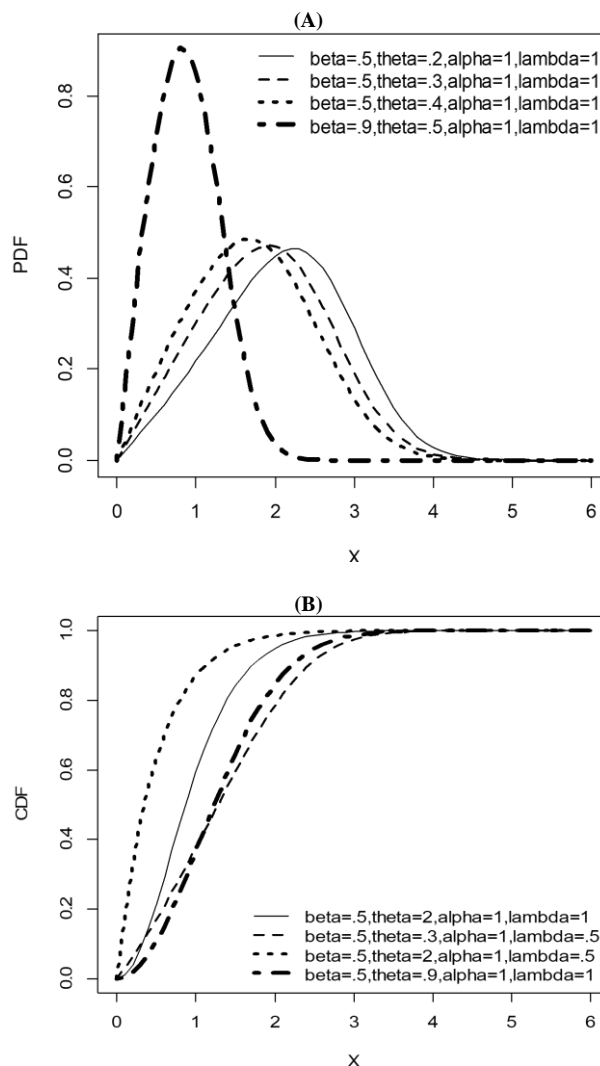 (A)
beta=.5,theta=.2,alpha=1,lambda=1
beta=.5,theta=.3,alpha=1,lambda=1
beta=.5,theta=.4,alpha=1,lambda=1
beta=.9,theta=.5,alpha=1,lambda=1
PDF
0.8
0.6
0.4
0.2
0.0
0 1 2 3 4 5 6
X
(B)
CDF
1.0
0.8
0.6
0.4
0.2
0.0
beta=.5,theta=2,alpha=1,lambda=1
beta=.5,theta=.3,alpha=1,lambda=.5
beta=.5,theta=2,alpha=1,lambda=.5
beta=.5,theta=.9,alpha=1,lambda=1
0 1 2 3 4 5 6
X